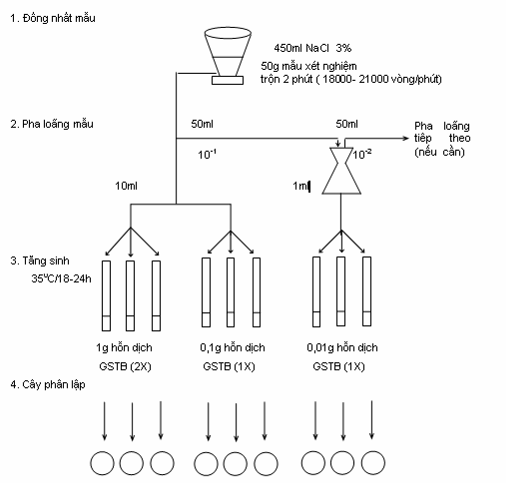 1. Đồng nhất mẫu
450ml NaCl 3%
50g mẫu xét nghiệm
trộn 2 phút ( 18000- 21000 vòng/phút)
2. Pha loãng mẫu
50ml
50ml
Pha loãng
tiếp theo
(nếu cần)
10-1
10-2
10ml
1ml
3. Tăng sinh
35°C/18-24h
1g hỗn dịch
0,1g hỗn dịch
0,01g hỗn dịch
GSTB (2X)
GSTB (1X)
GSTB (1X)
4. Cấy phân lập